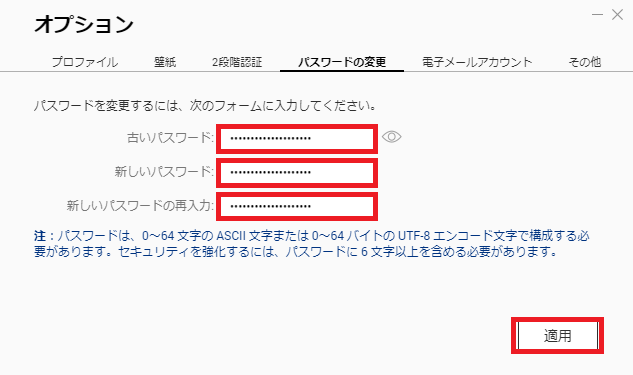 オプション
プロファイル 壁紙 2段階認証 パスワードの変更 電子メールアカウント その他
パスワードを変更するには、次のフォームに入力してください。
古いパスワード:
新しいパスワード:
新しいパスワードの再入力:
注：パスワードは、0～64 文字の ASCII 文字または 0～64 バイトの UTF-8 エンコード文字で構成する必
要があります。セキュリティを強化するには、パスワードに 6 文字以上を含める必要があります。
適用